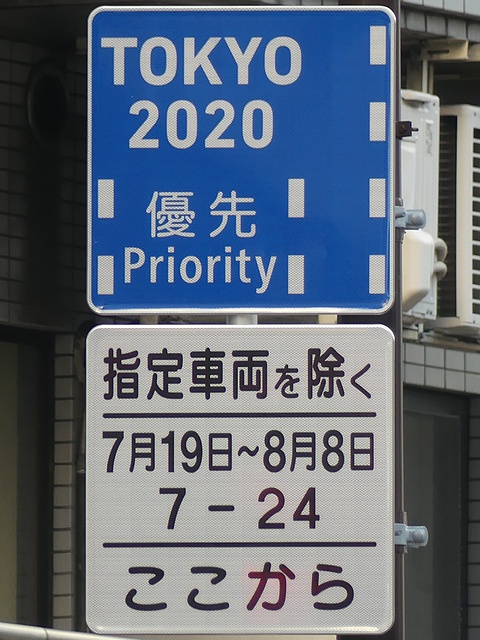 TOKYO
2020
優先
Priority
指定車両を除く
7月19日~8月8日
7-24
ここから